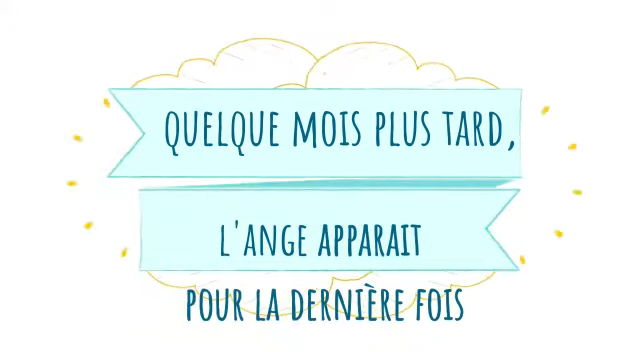 QUELQUE MOIS PLUS TARD,
L'ANGE APPARAIT
POUR LA DERNIÈRE FOIS